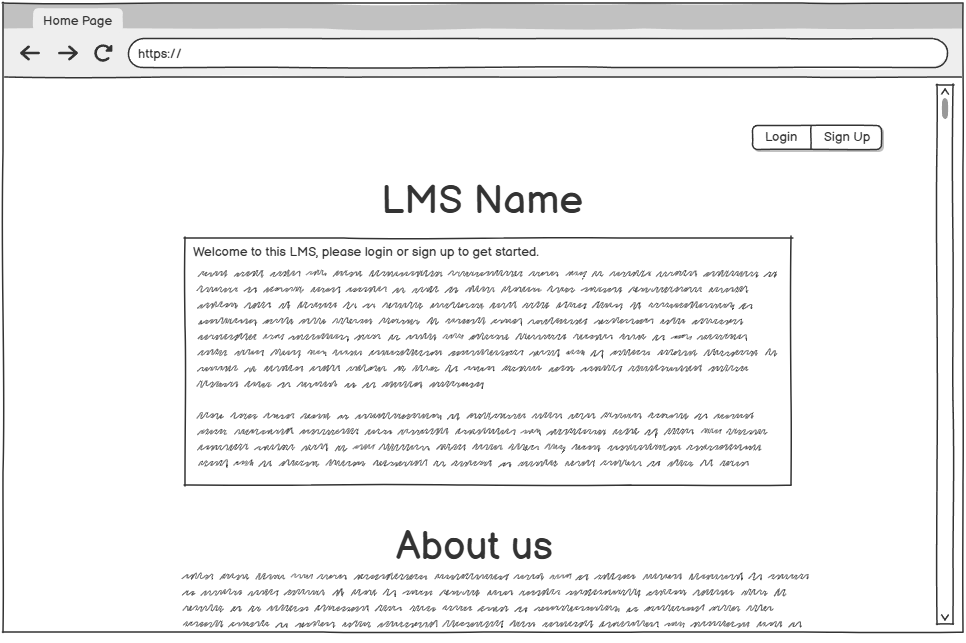 Home Page
https://
Login
Sign Up
LMS Name
Welcome to this LMS, please login or sign up to get started.
About us